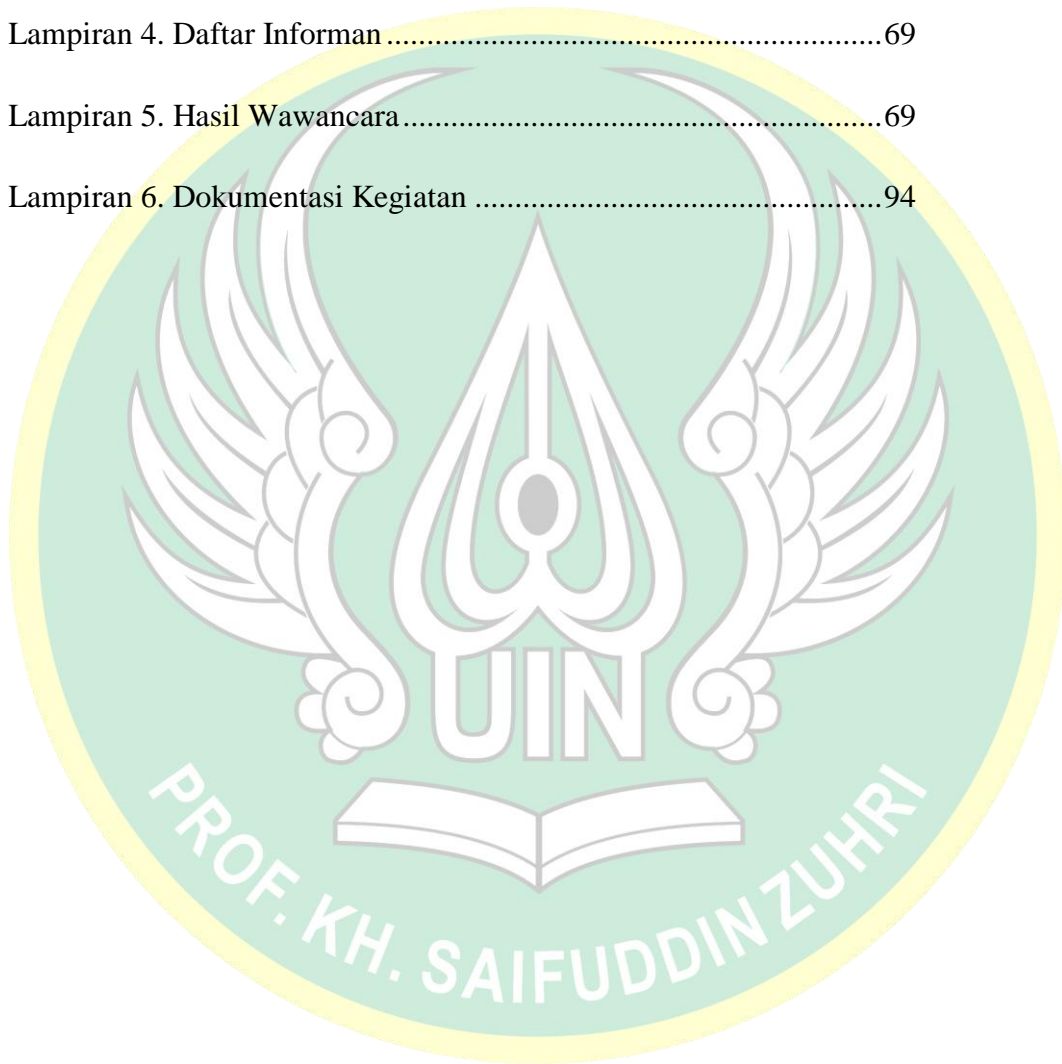 Lampiran 4. Daftar Informan ............................................................. 69
Lampiran 5. Hasil Wawancara ........................................................... 69
Lampiran 6. Dokumentasi Kegiatan .................................................. 94
UIN
PROF. KH. SAIFUDDIN ZUHRI